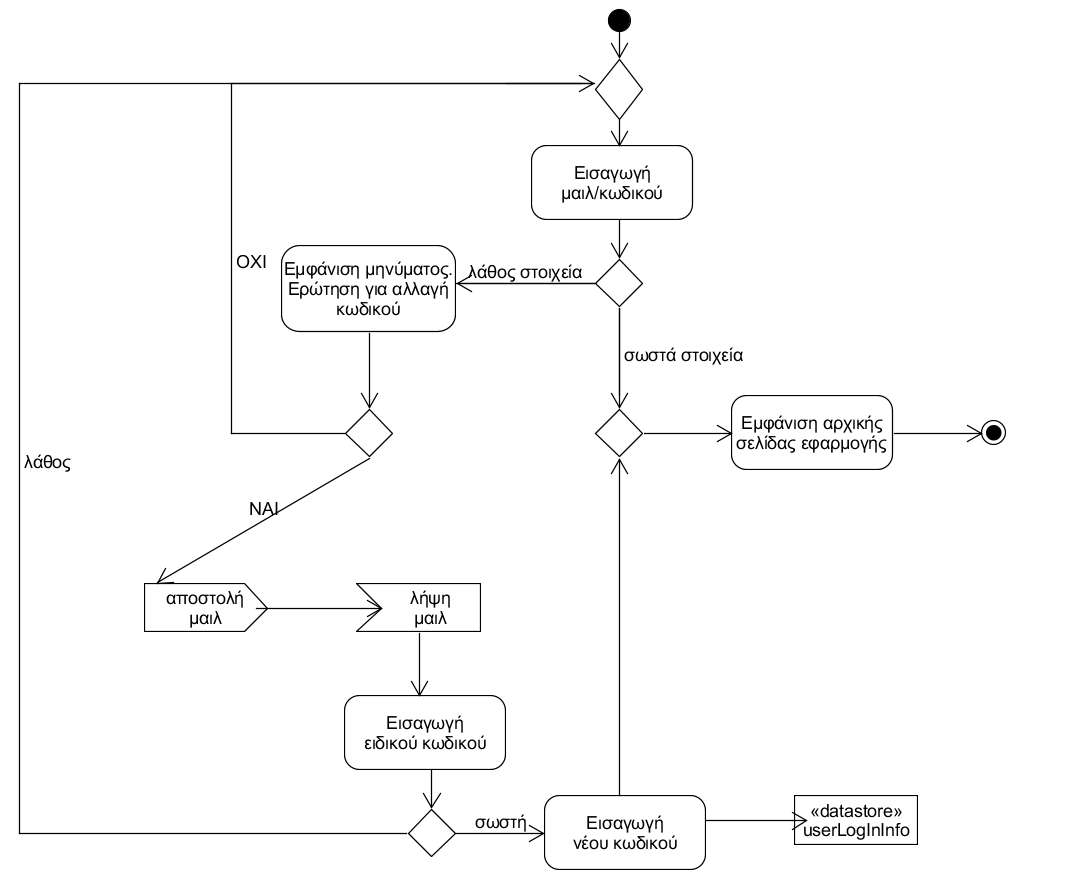 Εισαγωγή
μαιλ/κωδικού
ΟΧΙ
Εμφάνιση μηνύματος.
Ερώτηση για αλλαγή
κωδικού
λάθος στοιχεία
σωστά στοιχεία
Εμφάνιση αρχικής
σελίδας εφαρμογής
λάθος
ΝΑΙ
αποστολή
μαιλ
λήψη
μαιλ
Εισαγωγή
ειδικού κωδικού
σωστή
Εισαγωγή
νέου κωδικού
«datastore»
userLogInInfo